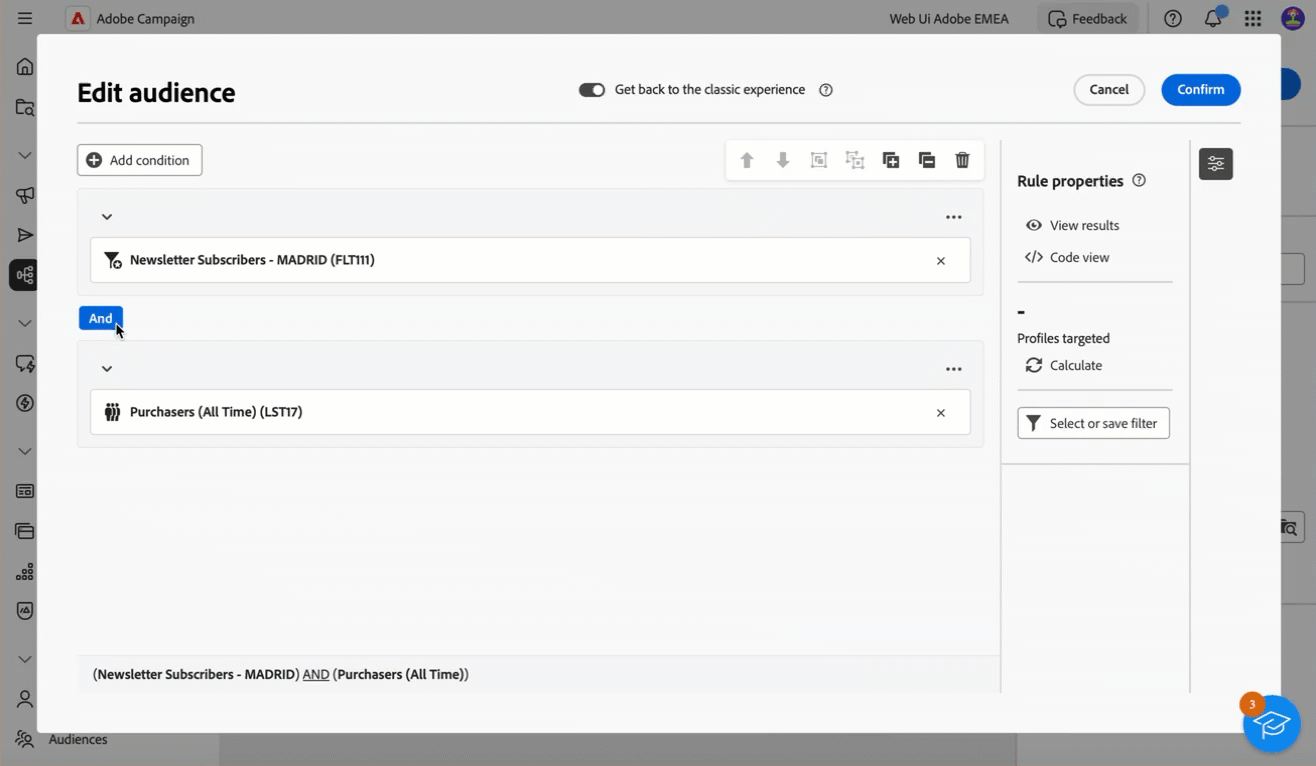 Adobe Campaign
Web Ui Adobe EMEA
Feedback
Edit audience
Get back to the classic experience
Cancel
Confirm
Add condition
Newsletter Subscribers - MADRID (FLT111)
And
Purchasers (All Time) (LST17)
(Newsletter Subscribers - MADRID) AND (Purchasers (All Time))
Rule properties
View results
Code view
-
Profiles targeted
Calculate
Select or save filter
3
Audiences